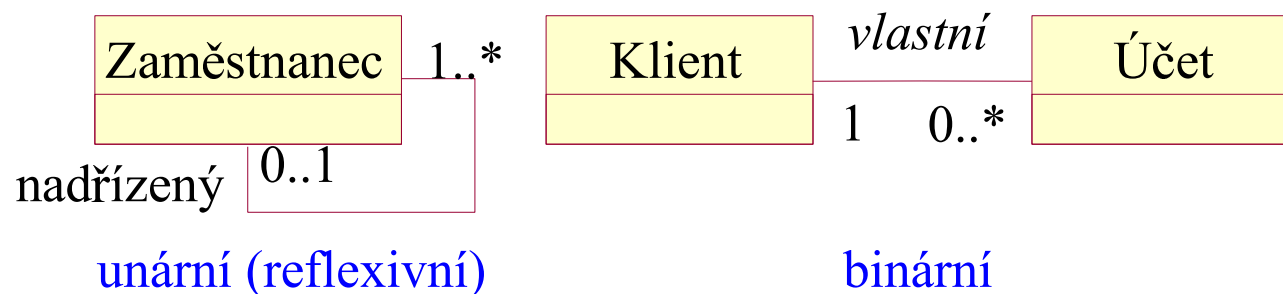 Zaměstnanec
1..*
0..1
nadřízený
unární (reflexivní)
Klient
vlastní
1
0..*
Účet
binární